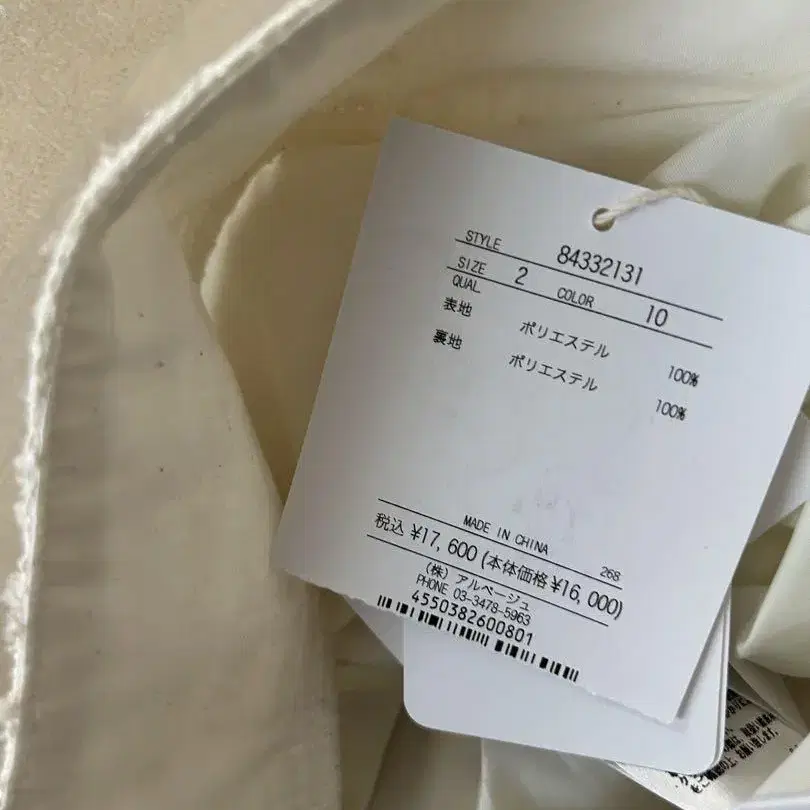 STYLE 84332131
SIZE 2 COLOR 10
QUAL
表地 ポリエステル 100%
裏地 ポリエステル 100%
MADE IN CHINA 268
税込 ¥17,600(本体価格¥16,000)
(株) アルページュ
PHONE 03-3478-5963
4550382600801